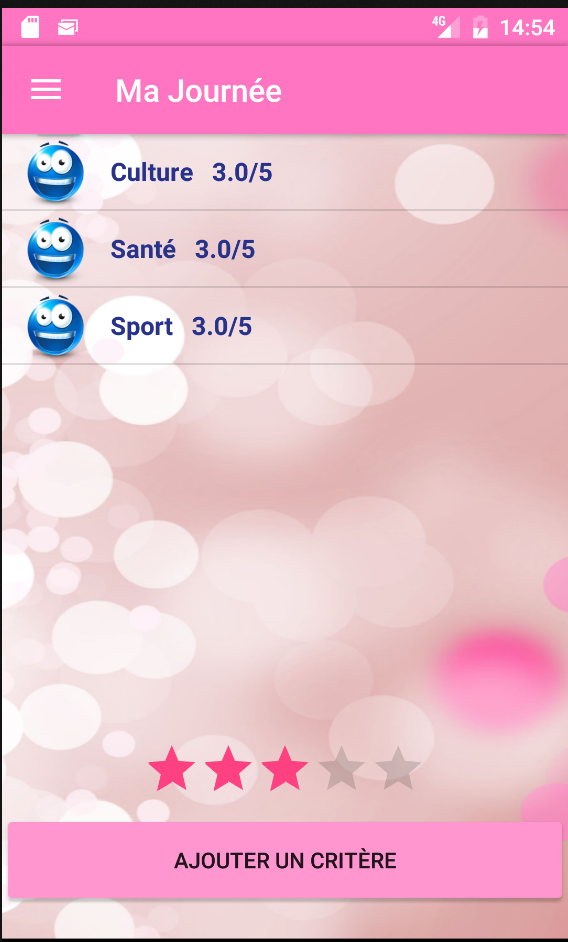 4G 14:54
Ma Journée
Culture 3.0/5
Santé 3.0/5
Sport 3.0/5
AJOUTER UN CRITÈRE